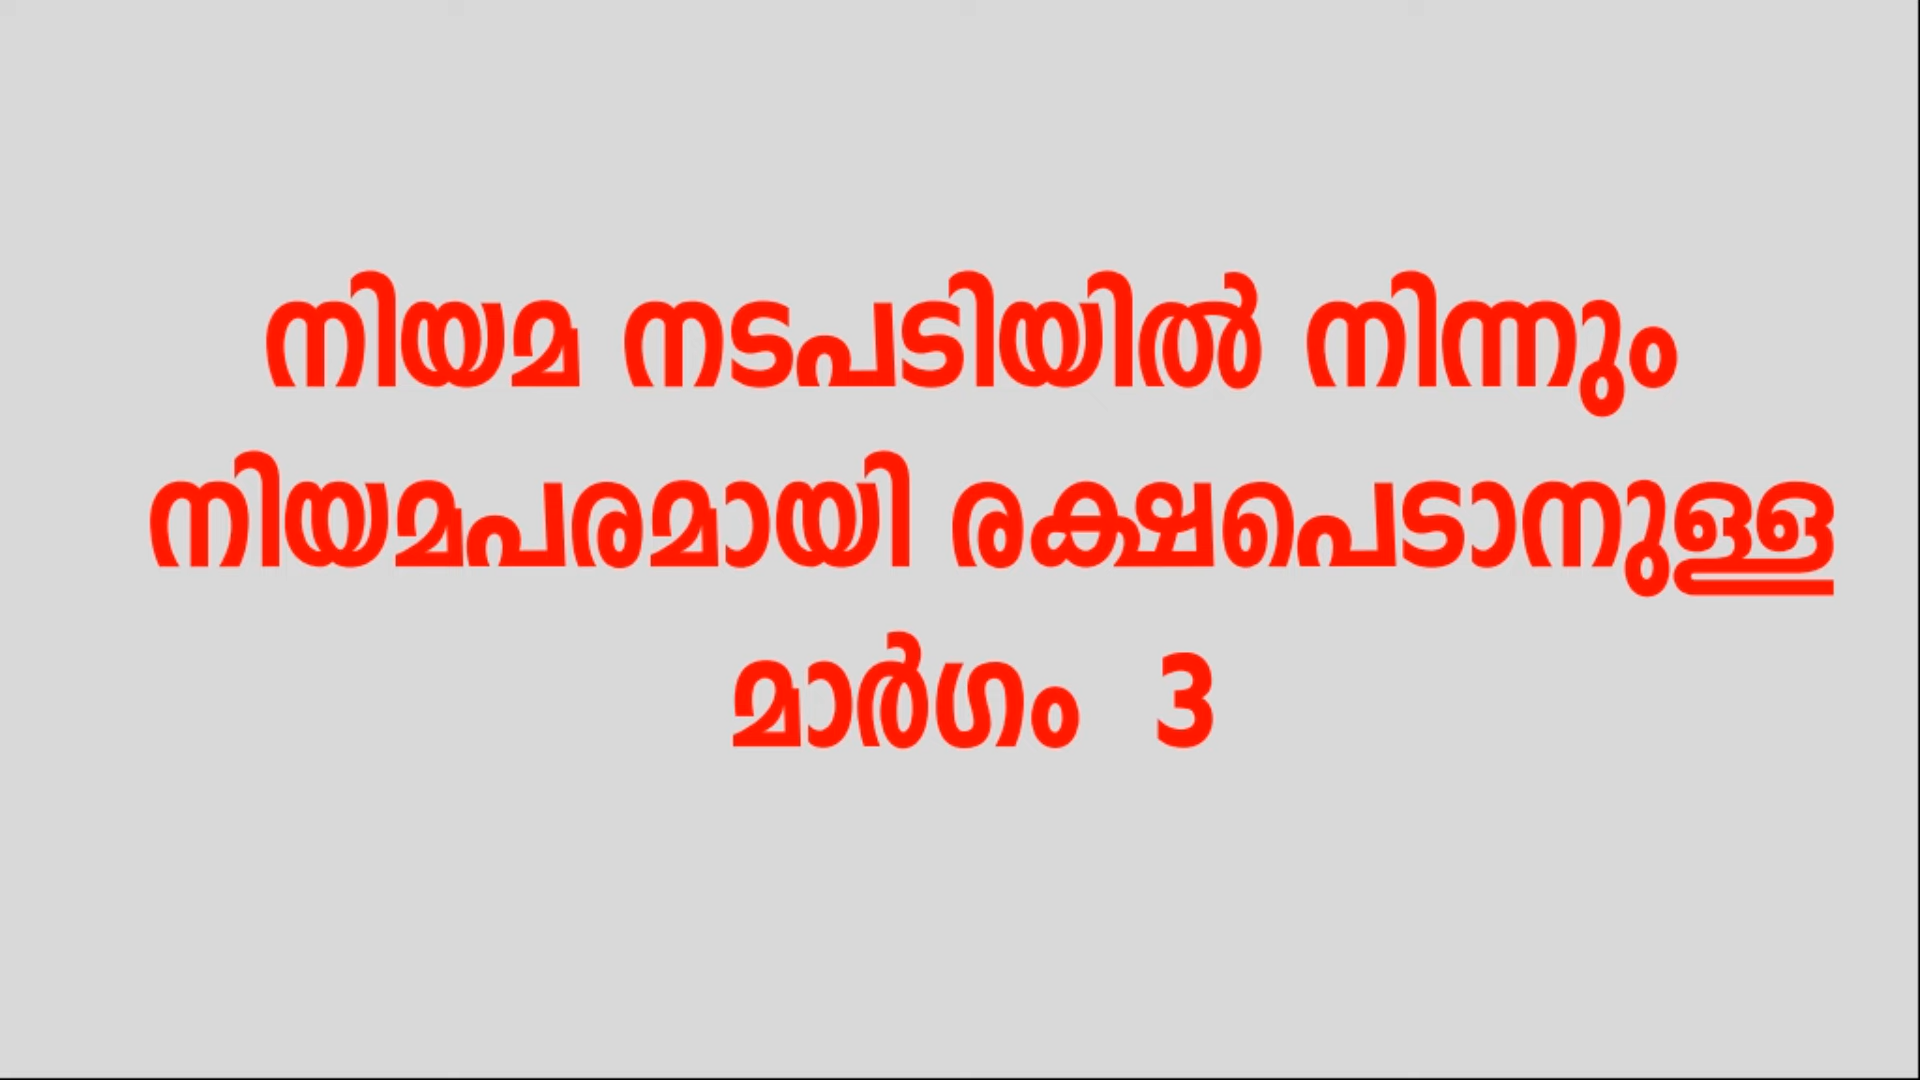 നിയമ നടപടിയിൽ നിന്നും
നിയമപരമായി രക്ഷപെടാനുള്ള
മാർഗം 3